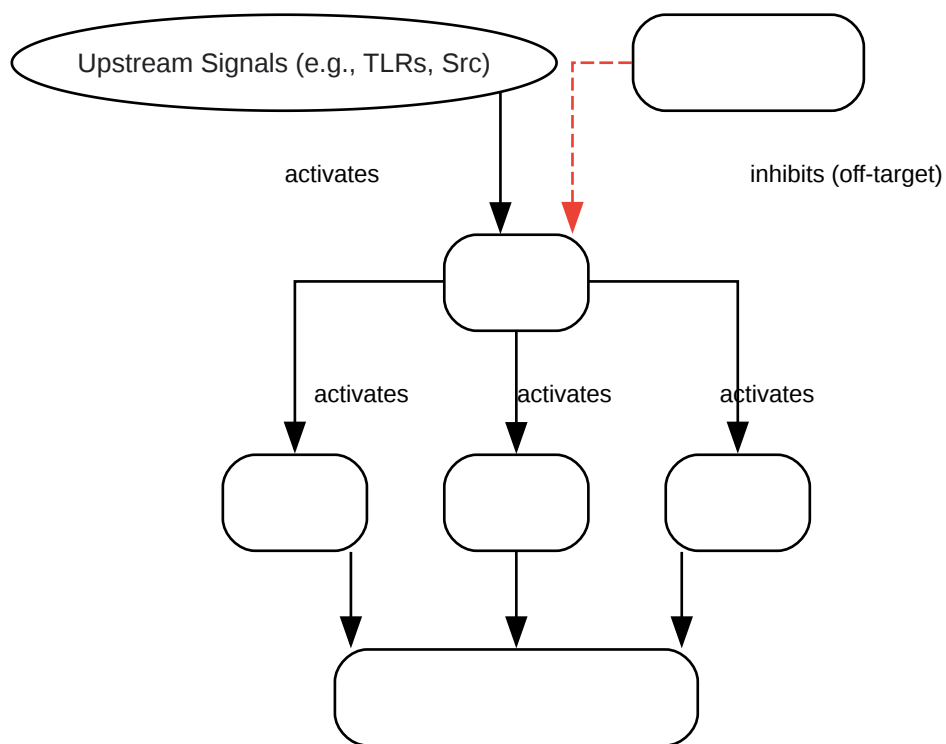 Upstream Signals (e.g., TLRs, Src)
activates
inhibits (off-target)
activates
activates
activates